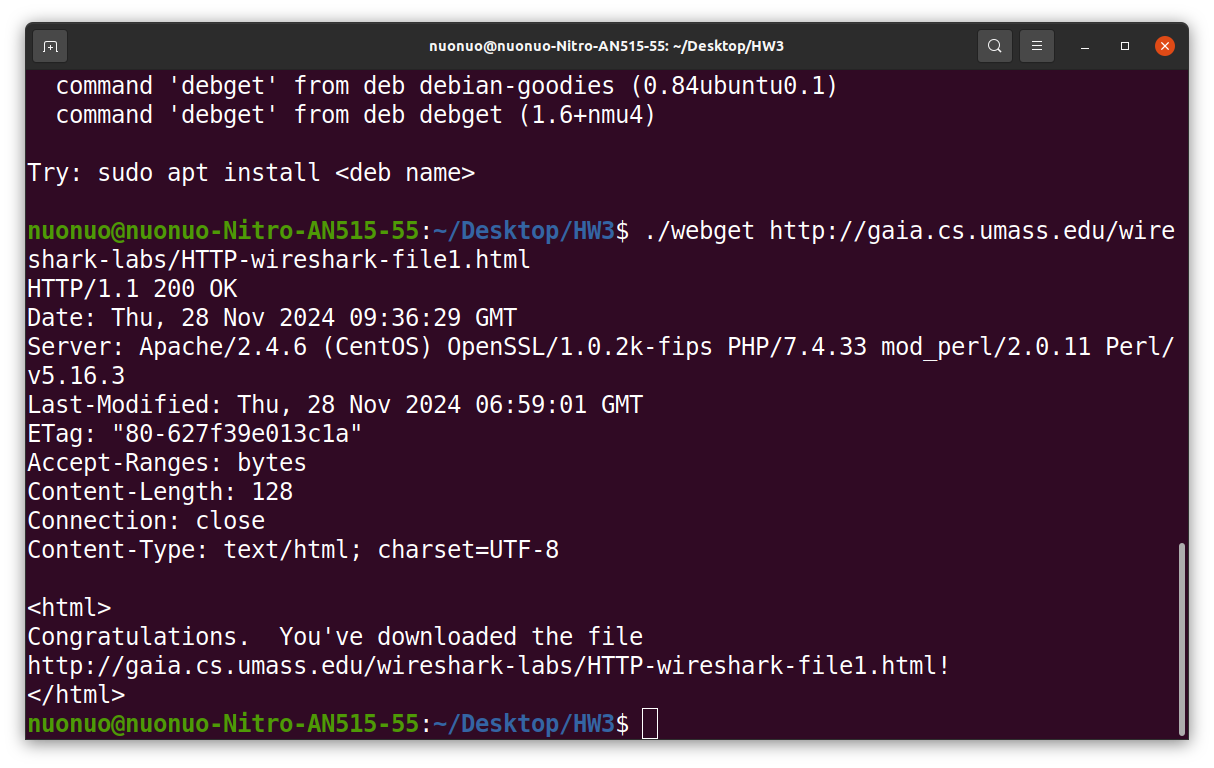 nuonuo@nuonuo-Nitro-AN515-55: ~/Desktop/HW3
  command 'debget' from deb debian-goodies (0.84ubuntu0.1)
  command 'debget' from deb debget (1.6+nmu4)
Try: sudo apt install <deb name>
nuonuo@nuonuo-Nitro-AN515-55:~/Desktop/HW3$ ./webget http://gaia.cs.umass.edu/wire
shark-labs/HTTP-wireshark-file1.html
HTTP/1.1 200 OK
Date: Thu, 28 Nov 2024 09:36:29 GMT
Server: Apache/2.4.6 (CentOS) OpenSSL/1.0.2k-fips PHP/7.4.33 mod_perl/2.0.11 Perl/
v5.16.3
Last-Modified: Thu, 28 Nov 2024 06:59:01 GMT
ETag: "80-627f39e013c1a"
Accept-Ranges: bytes
Content-Length: 128
Connection: close
Content-Type: text/html; charset=UTF-8
<html>
Congratulations.  You've downloaded the file
http://gaia.cs.umass.edu/wireshark-labs/HTTP-wireshark-file1.html!
</html>
nuonuo@nuonuo-Nitro-AN515-55:~/Desktop/HW3$